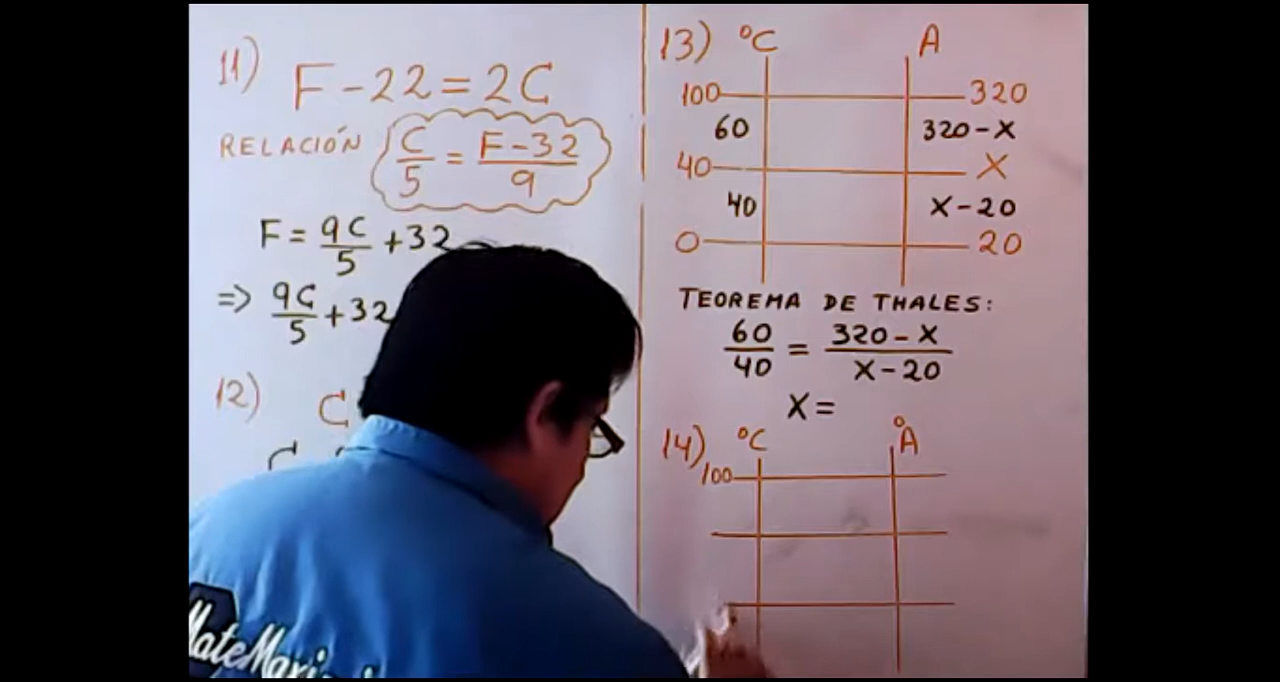 11)
F-22=2C
RELACIÓN C/5 = F-32/9
F = 9C/5 +32
=> 9C/5 +32
12) C
C
13) °C A
100 320
60 320-X
40 X
40 X-20
0 20
TEOREMA DE THALES:
60/40 = 320-X/X-20
X=
14) °C °A
100